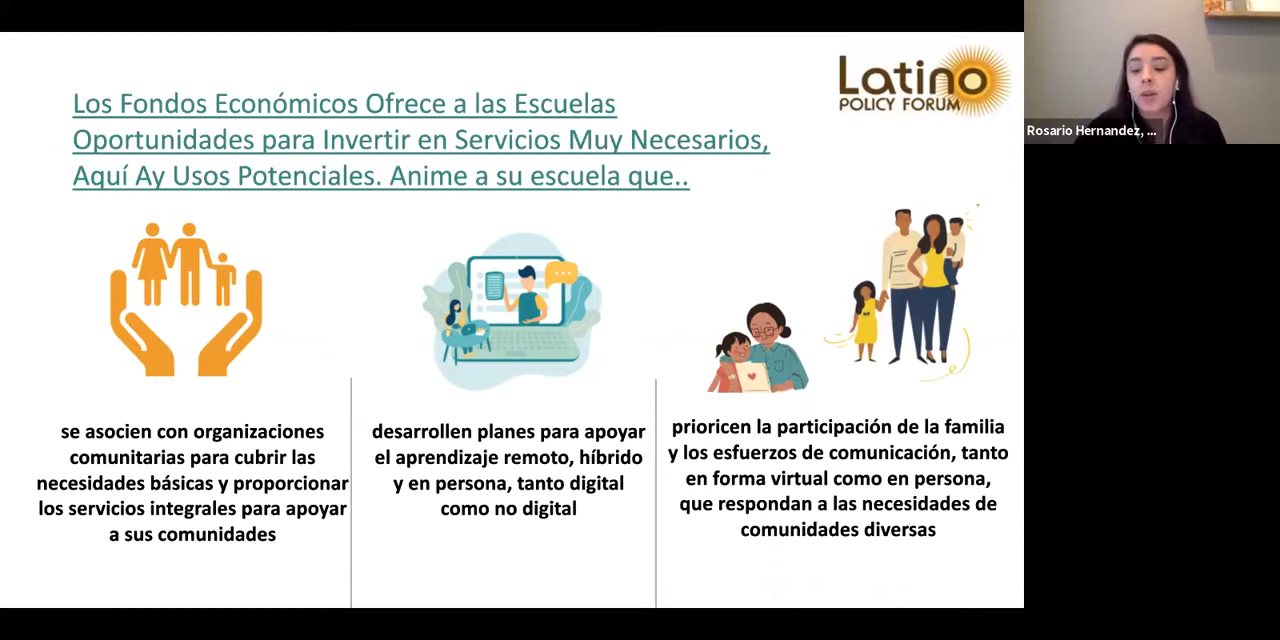 Latino
POLICY FORUM
Los Fondos Económicos Ofrece a las Escuelas
Oportunidades para Invertir en Servicios Muy Necesarios,
Aquí Ay Usos Potenciales. Anime a su escuela que..
se asocien con organizaciones
comunitarias para cubrir las
necesidades básicas y proporcionar
los servicios integrales para apoyar
a sus comunidades
desarrollen planes para apoyar
el aprendizaje remoto, híbrido
y en persona, tanto digital
como no digital
prioricen la participación de la familia
y los esfuerzos de comunicación, tanto
en forma virtual como en persona,
que respondan a las necesidades de
comunidades diversas
Rosario Hernandez, ...